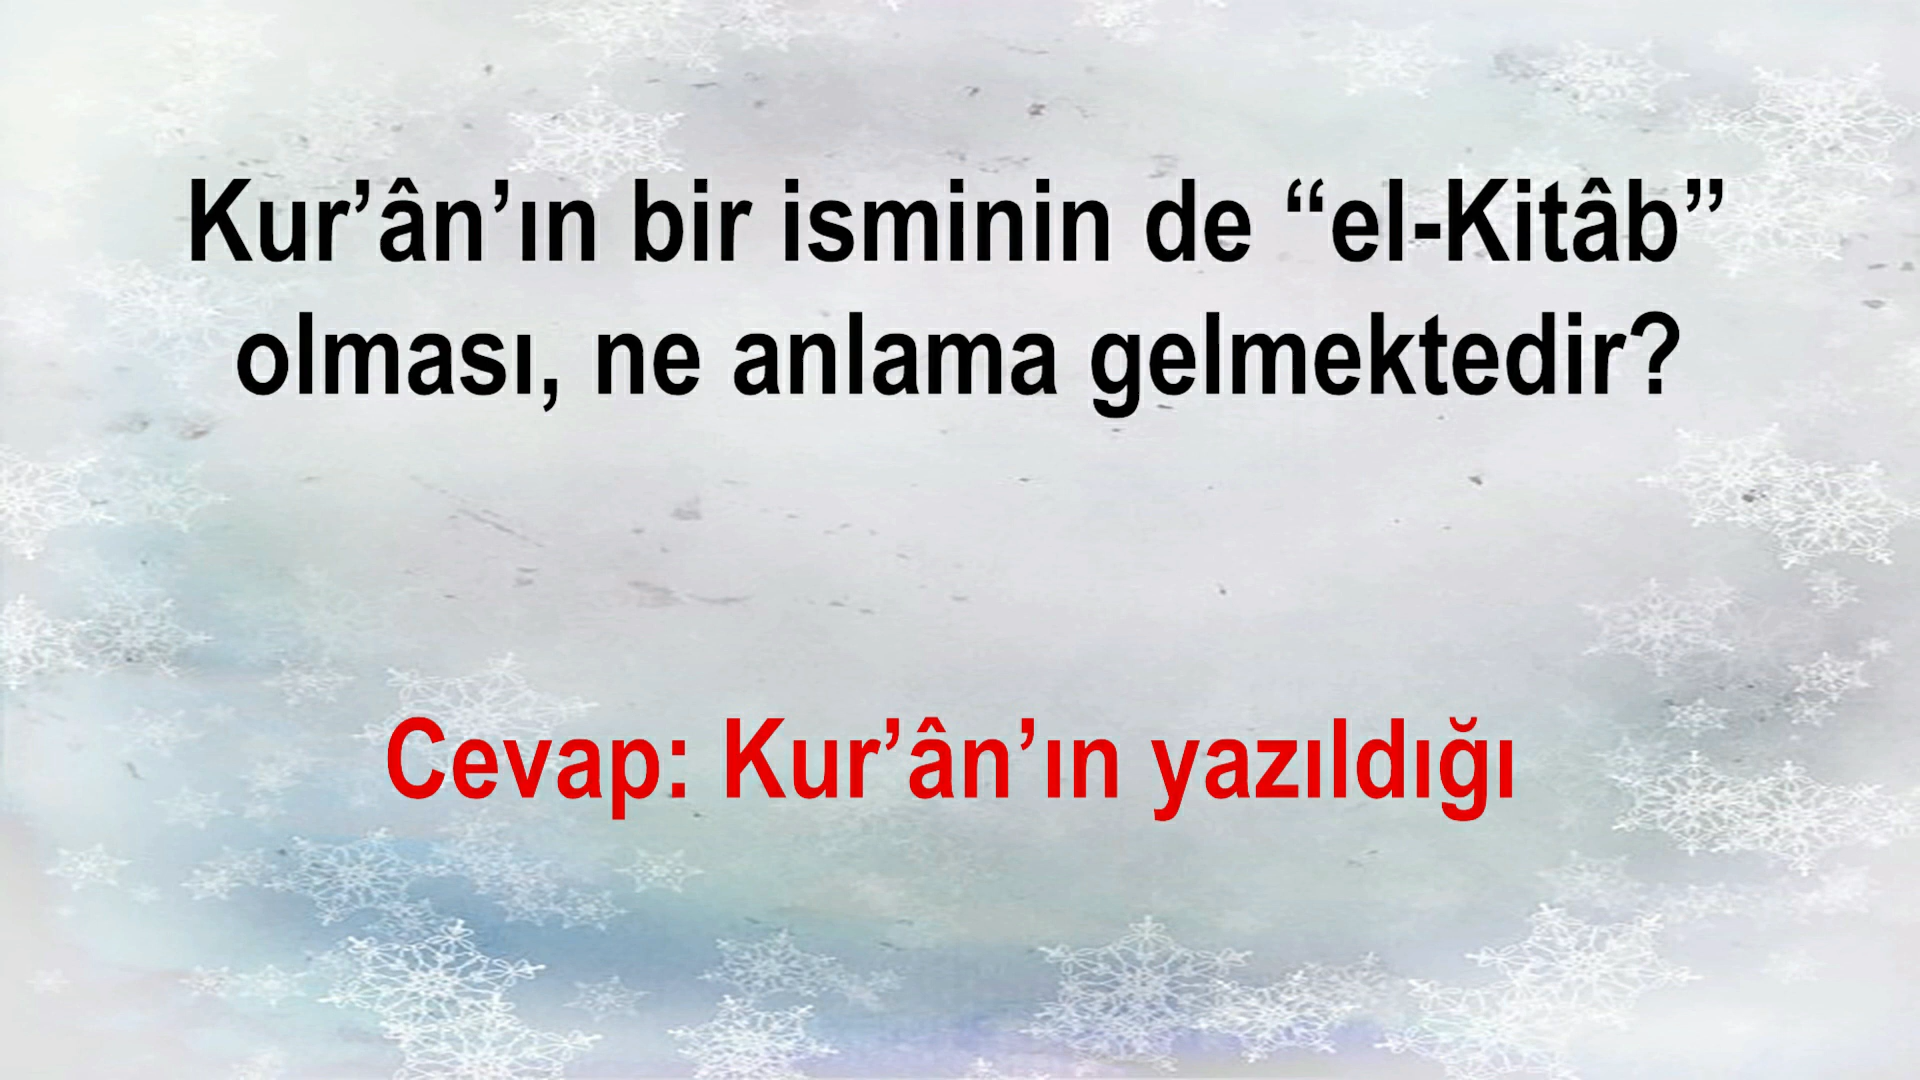 Kur’ân’ın bir isminin de “el-Kitâb”
olması, ne anlama gelmektedir?
Cevap: Kur’ân’ın yazıldığı